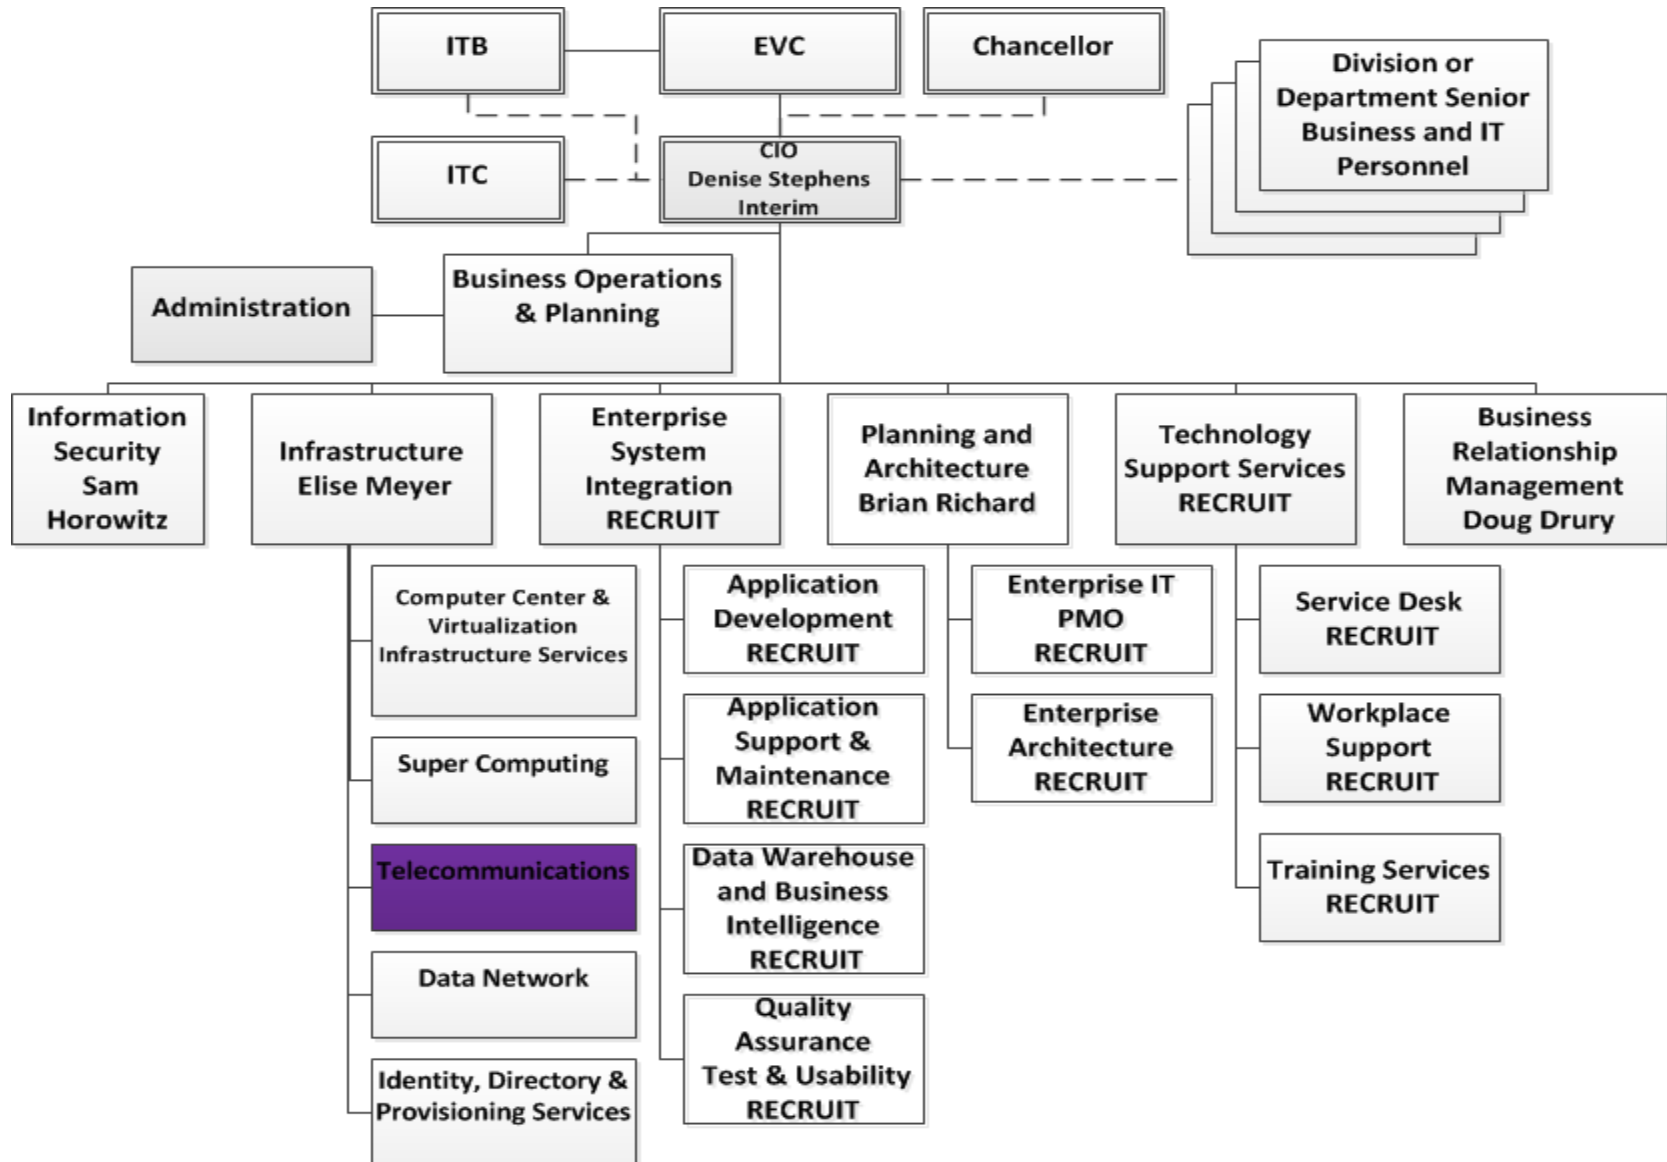 ITB
EVC
Chancellor
Division or
Department Senior
Business and IT
Personnel
ITC
CIO
Denise Stephens
Interim
Administration
Business Operations
& Planning
Information
Security
Sam
Horowitz
Infrastructure
Elise Meyer
Enterprise
System
Integration
RECRUIT
Planning and
Architecture
Brian Richard
Technology
Support Services
RECRUIT
Business
Relationship
Management
Doug Drury
Computer Center &
Virtualization
Infrastructure Services
Super Computing
Telecommunications
Data Network
Identity, Directory &
Provisioning Services
Application
Development
RECRUIT
Application
Support &
Maintenance
RECRUIT
Data Warehouse
and Business
Intelligence
RECRUIT
Quality
Assurance
Test & Usability
RECRUIT
Enterprise IT
PMO
RECRUIT
Enterprise
Architecture
RECRUIT
Service Desk
RECRUIT
Workplace
Support
RECRUIT
Training Services
RECRUIT